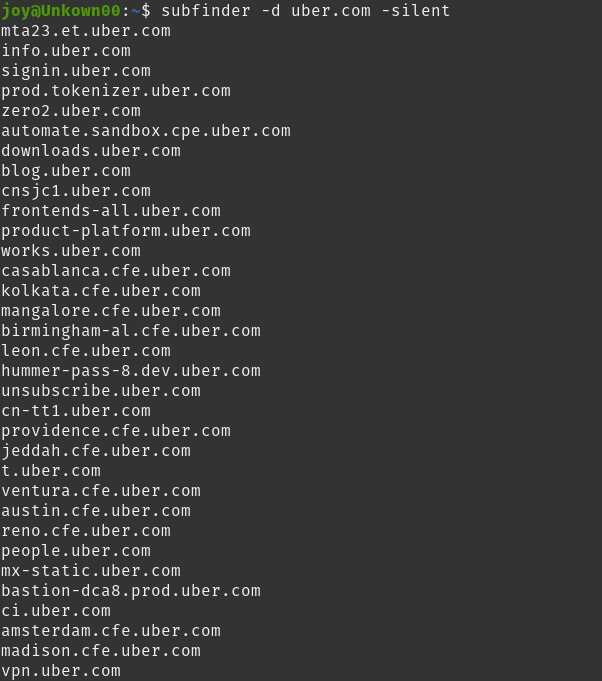 joy@Unkown00:~$ subfinder -d uber.com -silent
mta23.et.uber.com
info.uber.com
signin.uber.com
prod.tokenizer.uber.com
zero2.uber.com
automate.sandbox.cpe.uber.com
downloads.uber.com
blog.uber.com
cnsjc1.uber.com
frontends-all.uber.com
product-platform.uber.com
works.uber.com
casablanca.cfe.uber.com
kolkata.cfe.uber.com
mangalore.cfe.uber.com
birmingham-al.cfe.uber.com
leon.cfe.uber.com
hummer-pass-8.dev.uber.com
unsubscribe.uber.com
cn-tt1.uber.com
providence.cfe.uber.com
jeddah.cfe.uber.com
t.uber.com
ventura.cfe.uber.com
austin.cfe.uber.com
reno.cfe.uber.com
people.uber.com
mx-static.uber.com
bastion-dca8.prod.uber.com
ci.uber.com
amsterdam.cfe.uber.com
madison.cfe.uber.com
vpn.uber.com